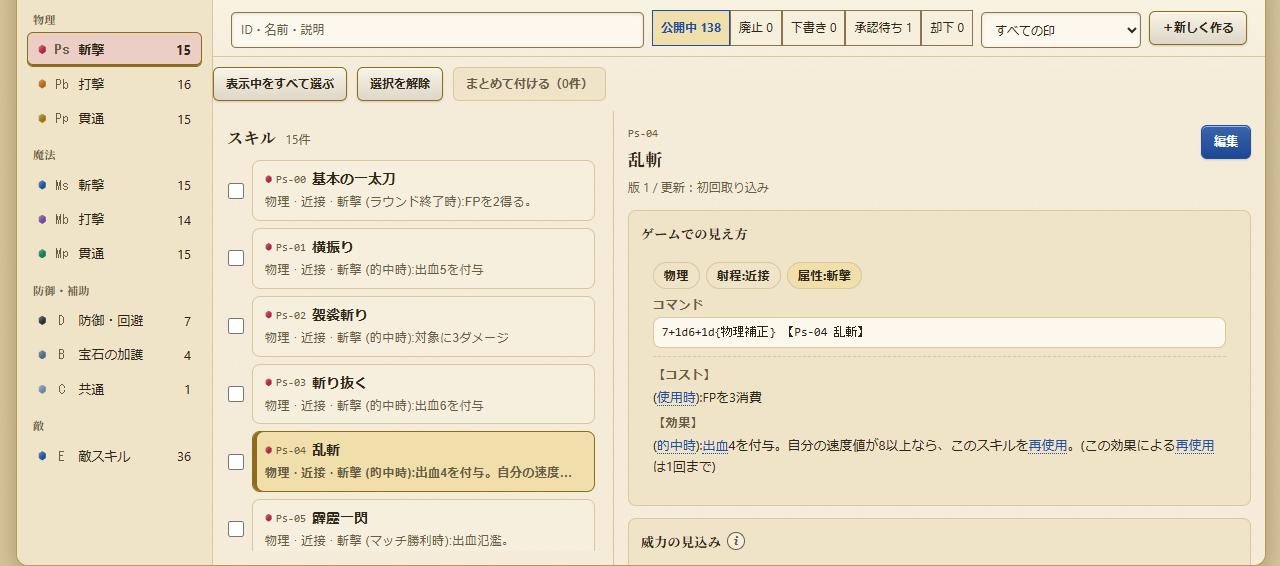 物理
Ps 斬撃 15
Pb 打撃 16
Pp 貫通 15
魔法
Ms 斬撃 15
Mb 打撃 14
Mp 貫通 15
防御・補助
D 防御・回避 7
B 宝石の加護 4
C 共通 1
敵
E 敵スキル 36
ID・名前・説明
公開中 138 廃止 0 下書き 0 承認待ち 1 却下 0
すべての印
+新しく作る
表示中をすべて選ぶ 選択を解除 まとめて付ける（0件）
スキル 15件
Ps-00 基本の一太刀
物理・近接・斬撃 (ラウンド終了時):FPを2得る。
Ps-01 横振り
物理・近接・斬撃 (的中時):出血5を付与
Ps-02 袈裟斬り
物理・近接・斬撃 (的中時):対象に3ダメージ
Ps-03 斬り抜く
物理・近接・斬撃 (的中時):出血6を付与
Ps-04 乱斬
物理・近接・斬撃 (的中時):出血4を付与。自分の速度…
Ps-05 霹靂一閃
物理・近接・斬撃 (マッチ勝利時):出血氾濫。
Ps-04
乱斬
編集
版 1 / 更新：初回取り込み
ゲームでの見え方
物理 射程:近接 属性:斬撃
コマンド
7+1d6+1d{物理補正} 【Ps-04 乱斬】
【コスト】
(使用時):FPを3消費
【効果】
(的中時):出血4を付与。自分の速度値が8以上なら、このスキルを再使用。(この効果による再使用
は1回まで)
威力の見込み i